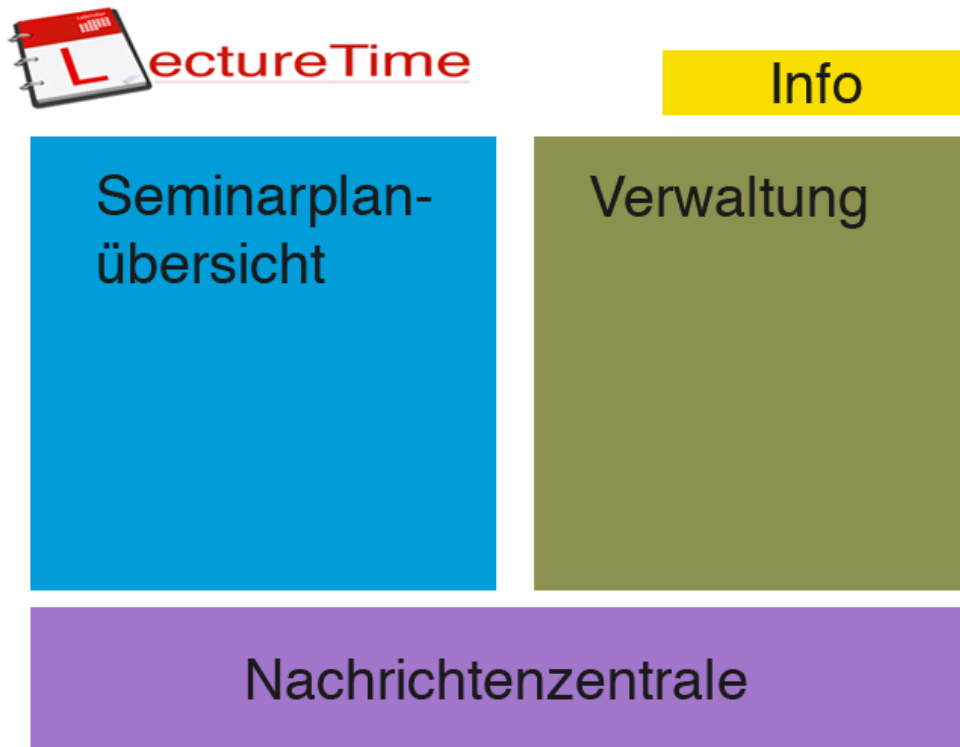 LectureTime
Info
Seminarplan-
übersicht
Verwaltung
Nachrichtenzentrale